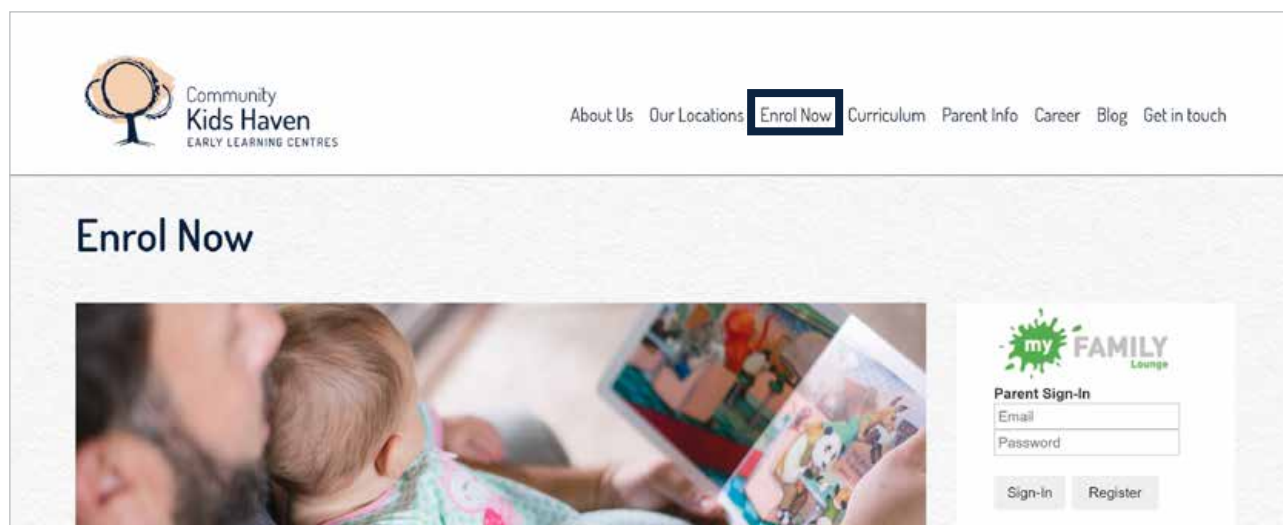 Community
Kids Haven
EARLY LEARNING CENTRES
About Us Our Locations Enrol Now Curriculum Parent Info Career Blog Get in touch
Enrol Now
my FAMILY
Lounge
Parent Sign-In
Email
Password
Sign-In Register